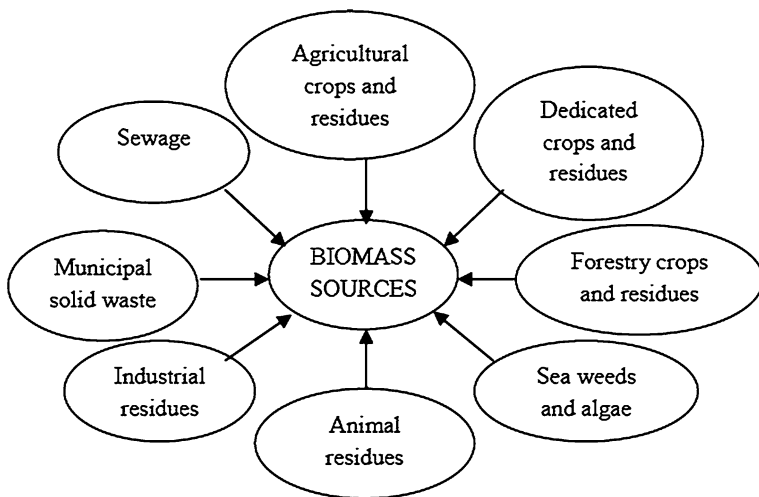 Agricultural
crops and
residues
Dedicated
crops and
residues
Sewage
BIOMASS
SOURCES
Municipal
solid waste
Forestry crops
and residues
Industrial
residues
Animal
residues
Sea weeds
and algae